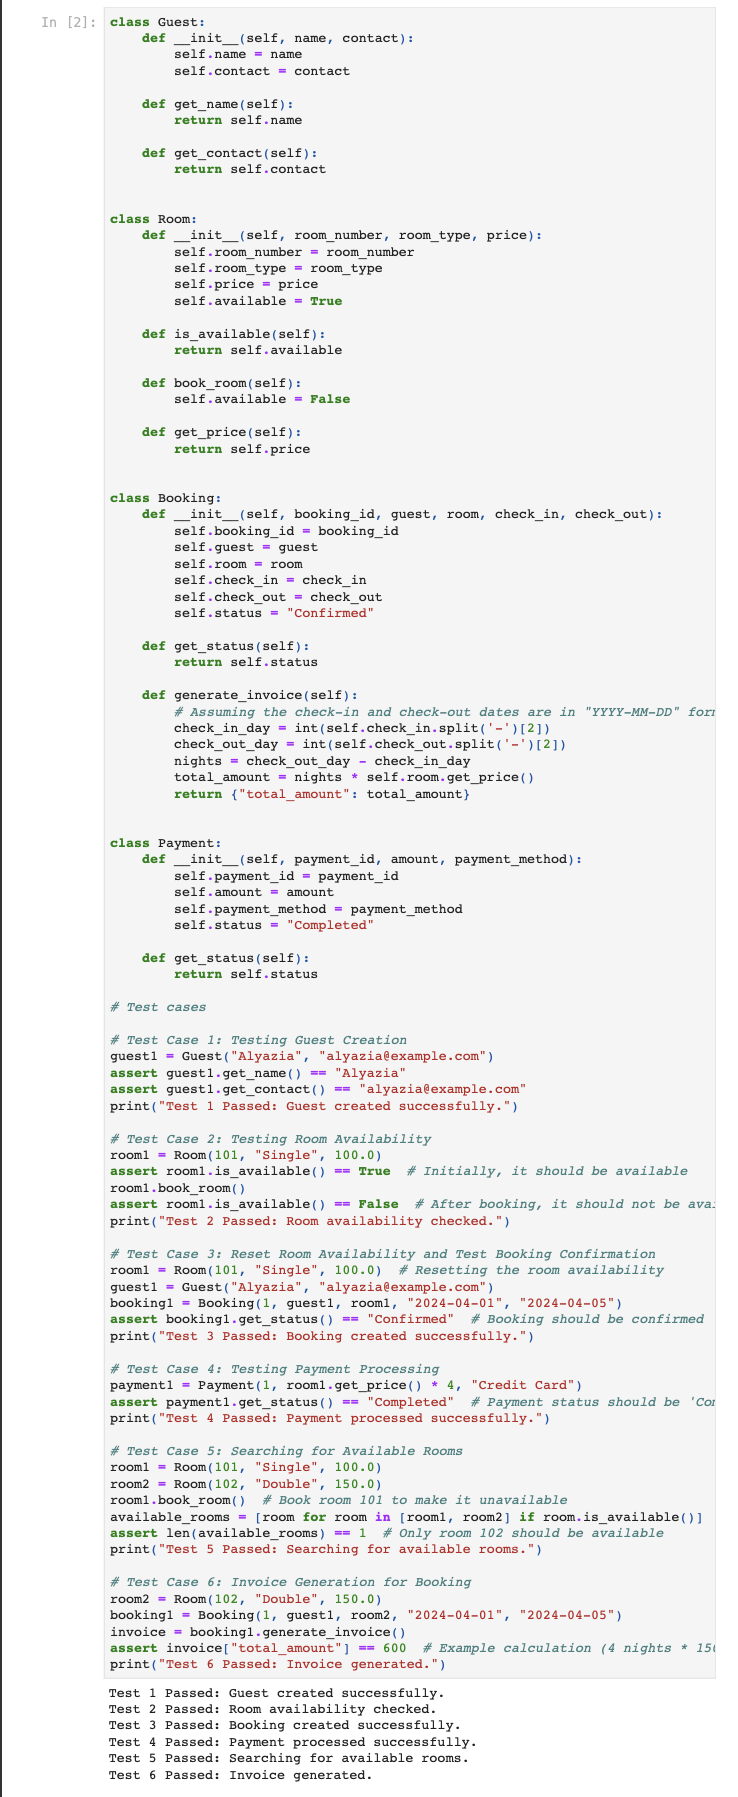 In [2]:
class Guest:
    def __init__(self, name, contact):
        self.name = name
        self.contact = contact

    def get_name(self):
        return self.name

    def get_contact(self):
        return self.contact


class Room:
    def __init__(self, room_number, room_type, price):
        self.room_number = room_number
        self.room_type = room_type
        self.price = price
        self.available = True

    def is_available(self):
        return self.available

    def book_room(self):
        self.available = False

    def get_price(self):
        return self.price


class Booking:
    def __init__(self, booking_id, guest, room, check_in, check_out):
        self.booking_id = booking_id
        self.guest = guest
        self.room = room
        self.check_in = check_in
        self.check_out = check_out
        self.status = "Confirmed"

    def get_status(self):
        return self.status

    def generate_invoice(self):
        # Assuming the check-in and check-out dates are in "YYYY-MM-DD"
        check_in_day = int(self.check_in.split('-')[2])
        check_out_day = int(self.check_out.split('-')[2])
        nights = check_out_day - check_in_day
        total_amount = nights * self.room.get_price()
        return {"total_amount": total_amount}


class Payment:
    def __init__(self, payment_id, amount, payment_method):
        self.payment_id = payment_id
        self.amount = amount
        self.payment_method = payment_method
        self.status = "Completed"

    def get_status(self):
        return self.status

# Test cases

# Test Case 1: Testing Guest Creation
guest1 = Guest("Alyazia", "alyazia@example.com")
assert guest1.get_name() == "Alyazia"
assert guest1.get_contact() == "alyazia@example.com"
print("Test 1 Passed: Guest created successfully.")

# Test Case 2: Testing Room Availability
room1 = Room(101, "Single", 100.0)
assert room1.is_available() == True  # Initially, it should be available
room1.book_room()
assert room1.is_available() == False  # After booking, it should not be
print("Test 2 Passed: Room availability checked.")

# Test Case 3: Reset Room Availability and Test Booking Confirmation
room1 = Room(101, "Single", 100.0)  # Resetting the room availability
guest1 = Guest("Alyazia", "alyazia@example.com")
booking1 = Booking(1, guest1, room1, "2024-04-01", "2024-04-05")
assert booking1.get_status() == "Confirmed"  # Booking should be confirmed
print("Test 3 Passed: Booking created successfully.")

# Test Case 4: Testing Payment Processing
payment1 = Payment(1, room1.get_price() * 4, "Credit Card")
assert payment1.get_status() == "Completed"  # Payment status should be
print("Test 4 Passed: Payment processed successfully.")

# Test Case 5: Searching for Available Rooms
room1 = Room(101, "Single", 100.0)
room2 = Room(102, "Double", 150.0)
room1.book_room()  # Book room 101 to make it unavailable
available_rooms = [room for room in [room1, room2] if room.is_available()]
assert len(available_rooms) == 1  # Only room 102 should be available
print("Test 5 Passed: Searching for available rooms.")

# Test Case 6: Invoice Generation for Booking
room2 = Room(102, "Double", 150.0)
booking1 = Booking(1, guest1, room2, "2024-04-01", "2024-04-05")
invoice = booking1.generate_invoice()
assert invoice["total_amount"] == 600  # Example calculation (4 nights *
print("Test 6 Passed: Invoice generated.")
Test 1 Passed: Guest created successfully.
Test 2 Passed: Room availability checked.
Test 3 Passed: Booking created successfully.
Test 4 Passed: Payment processed successfully.
Test 5 Passed: Searching for available rooms.
Test 6 Passed: Invoice generated.